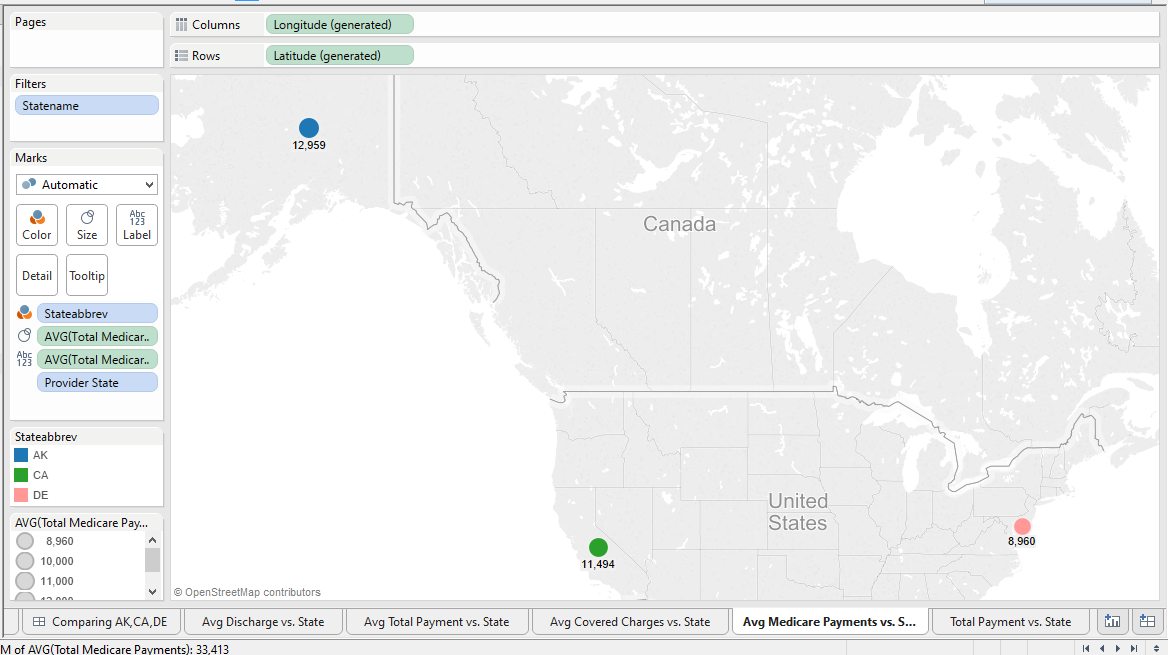 Pages
Columns
Longitude (generated)
Rows
Latitude (generated)
Filters
Statename
Marks
Automatic
Color
Size
Abc
123
Label
Detail
Tooltip
Stateabbrev
AVG(Total Medicar..
Abc
123
AVG(Total Medicar..
Provider State
Stateabbrev
AK
CA
DE
AVG(Total Medicare Pay...
8,960
10,000
11,000
12,000
12,959
Canada
United
States
11,494
8,960
© OpenStreetMap contributors
Comparing AK,CA,DE
Avg Discharge vs. State
Avg Total Payment vs. State
Avg Covered Charges vs. State
Avg Medicare Payments vs. S...
Total Payment vs. State
M of AVG(Total Medicare Payments): 33,413